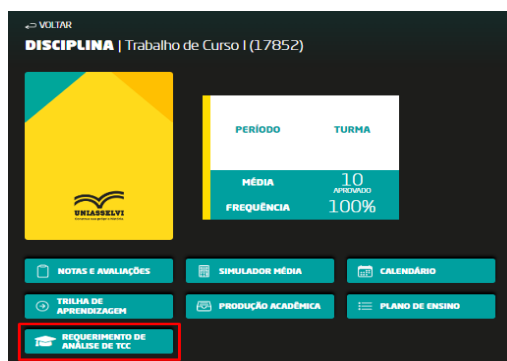 VOLTAR
DISCIPLINA | Trabalho de Curso I (17852)
PERÍODO TURMA
MÉDIA 10
APROVADO
FREQUÊNCIA 100%
UNIASSELVI
NOTAS E AVALIAÇÕES
SIMULADOR MÉDIA
CALENDÁRIO
TRILHA DE
APRENDIZAGEM
PRODUÇÃO ACADÊMICA
PLANO DE ENSINO
REQUERIMENTO DE
ANÁLISE DE TCC